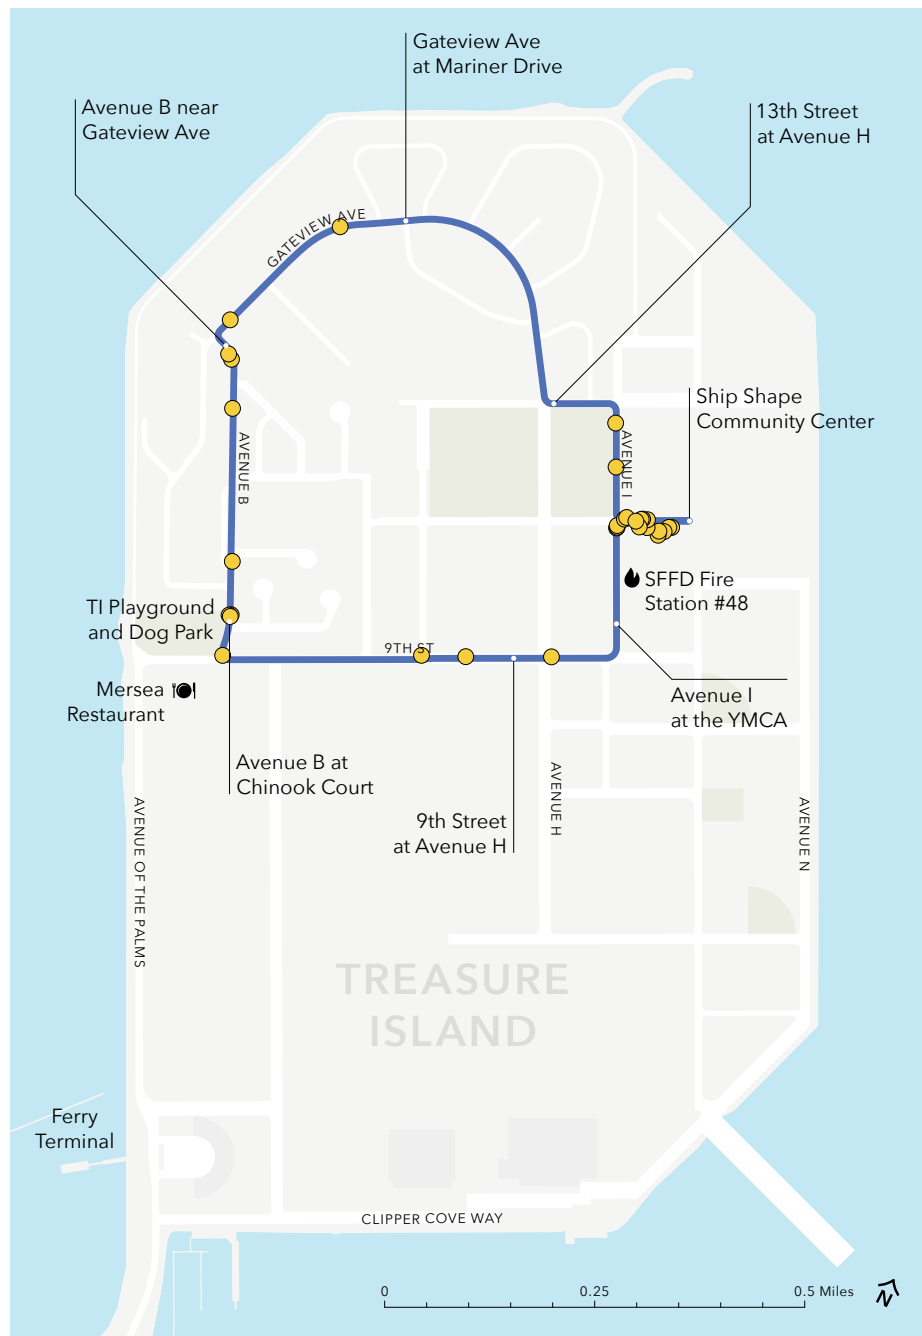 Gateview Ave
at Mariner Drive
Avenue B near
Gateview Ave
13th Street
at Avenue H
GATEVIEW AVE
Ship Shape
Community Center
AVENUE B
AVENUE I
SFFD Fire
Station #48
TI Playground
and Dog Park
9TH ST
Mersea
Restaurant
Avenue I
at the YMCA
Avenue B at
Chinook Court
9th Street
at Avenue H
AVENUE H
AVENUE N
AVENUE OF THE PALMS
TREASURE
ISLAND
Ferry
Terminal
CLIPPER COVE WAY
0 0.25 0.5 Miles
N